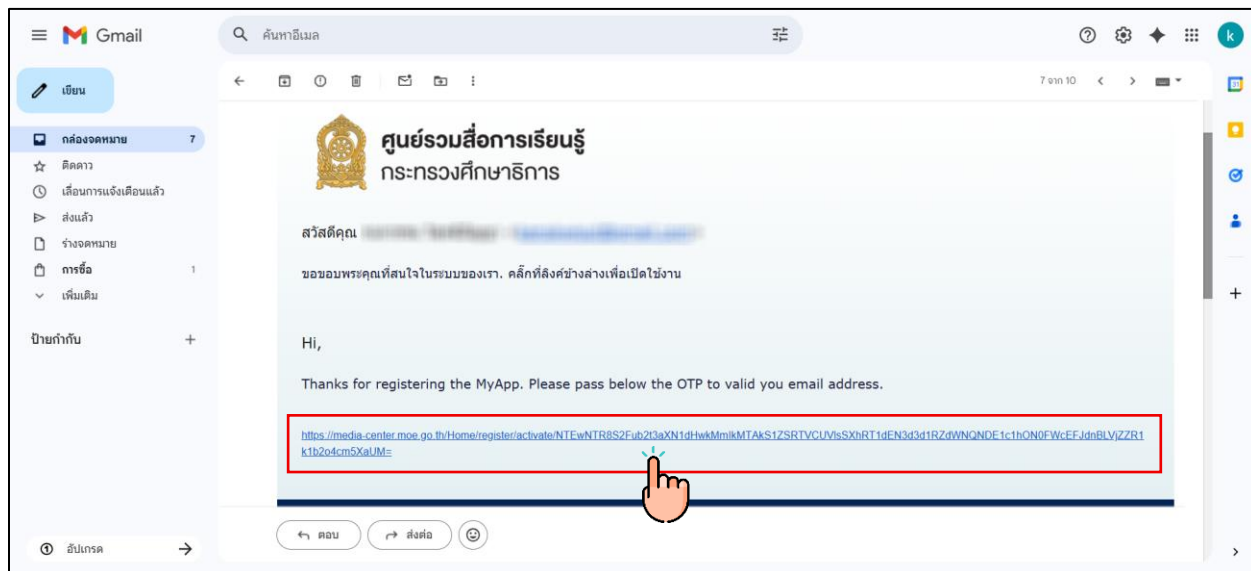 Gmail
ค้นหาอีเมล
k
เขียน
7 จาก 10
31
กล่องจดหมาย 7
ติดดาว
เลื่อนการแจ้งเตือนแล้ว
ส่งแล้ว
ร่างจดหมาย
การซื้อ 1
เพิ่มเติม
ป้ายกำกับ
ศูนย์รวมสื่อการเรียนรู้
กระทรวงศึกษาธิการ
สวัสดีคุณ
ขอขอบพระคุณที่สนใจในระบบของเรา. คลิ๊กที่ลิงค์ข้างล่างเพื่อเปิดใช้งาน
Hi,
Thanks for registering the MyApp. Please pass below the OTP to valid you email address.
https://media-center.moe.go.th/Home/register/activate/NTEwNTR8S2Fub2t3aXN1dHwkMmlkMTAkS1ZSRTVCUVlsSXhRT1dEN3d3d1RZdWNQNDE1c1hON0FWcEFJdnBLVjZZR1
k1b2o4cm5XaUM=
ตอบ
ส่งต่อ
อัปเกรด